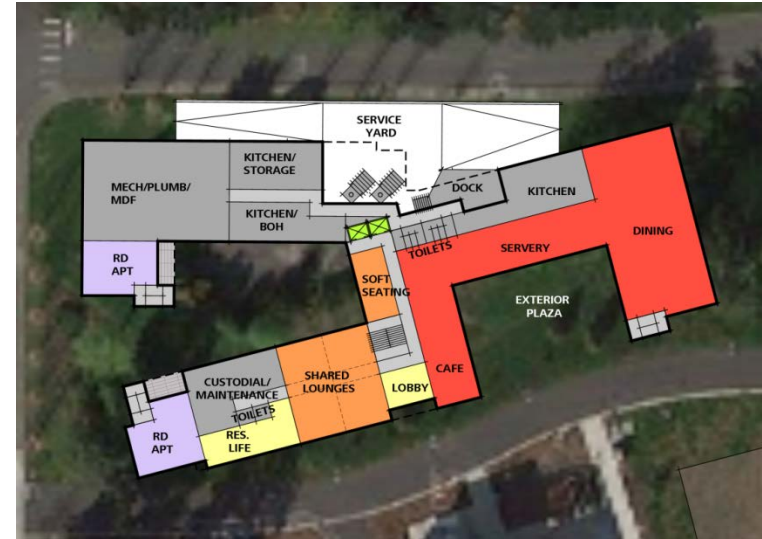 SERVICE
YARD
KITCHEN/
STORAGE
MECH/PLUMB/
MDF
KITCHEN/
BOH
DOCK
KITCHEN
DINING
TOILETS
SERVERY
RD
APT
SOFT
SEATING
EXTERIOR
PLAZA
CAFE
LOBBY
SHARED
LOUNGES
CUSTODIAL/
MAINTENANCE
TOILETS
RES.
LIFE
RD
APT